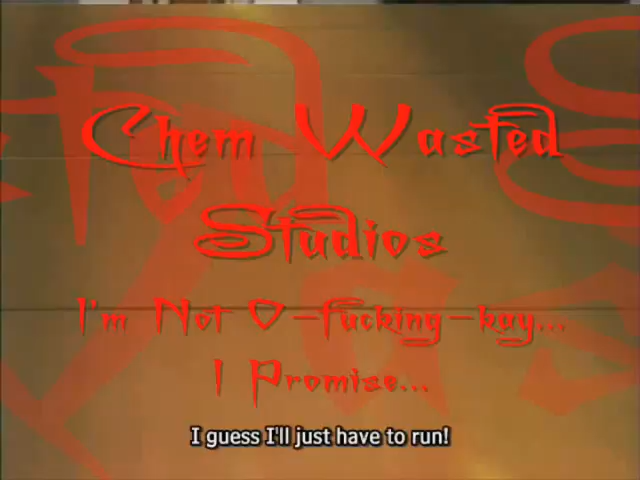 Chem Wasted
Studios
I'm Not O-fucking-kay...
I Promise...
I guess I'll just have to run!